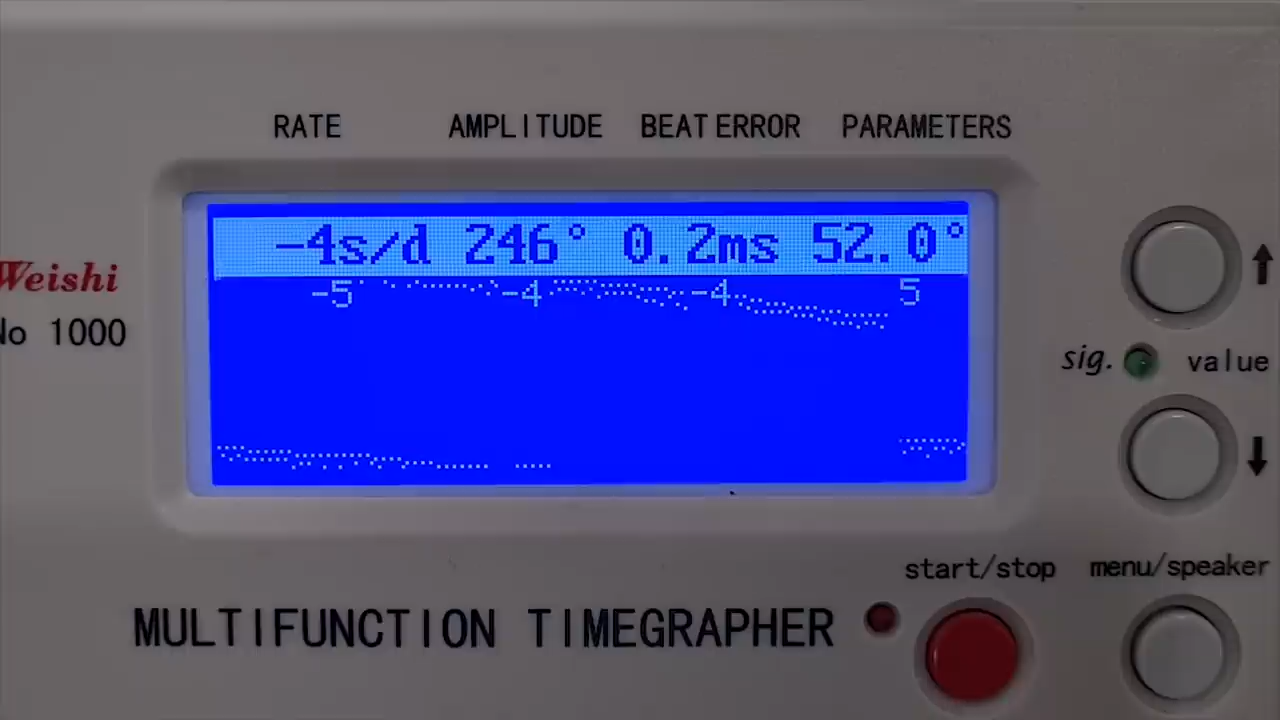 RATE AMPLITUDE BEAT ERROR PARAMETERS
-4s/d 246° 0.2ms 52.0°
-5 -4 -4 5
Weishi
No 1000
sig. value
start/stop menu/speaker
MULTIFUNCTION TIMEGRAPHER